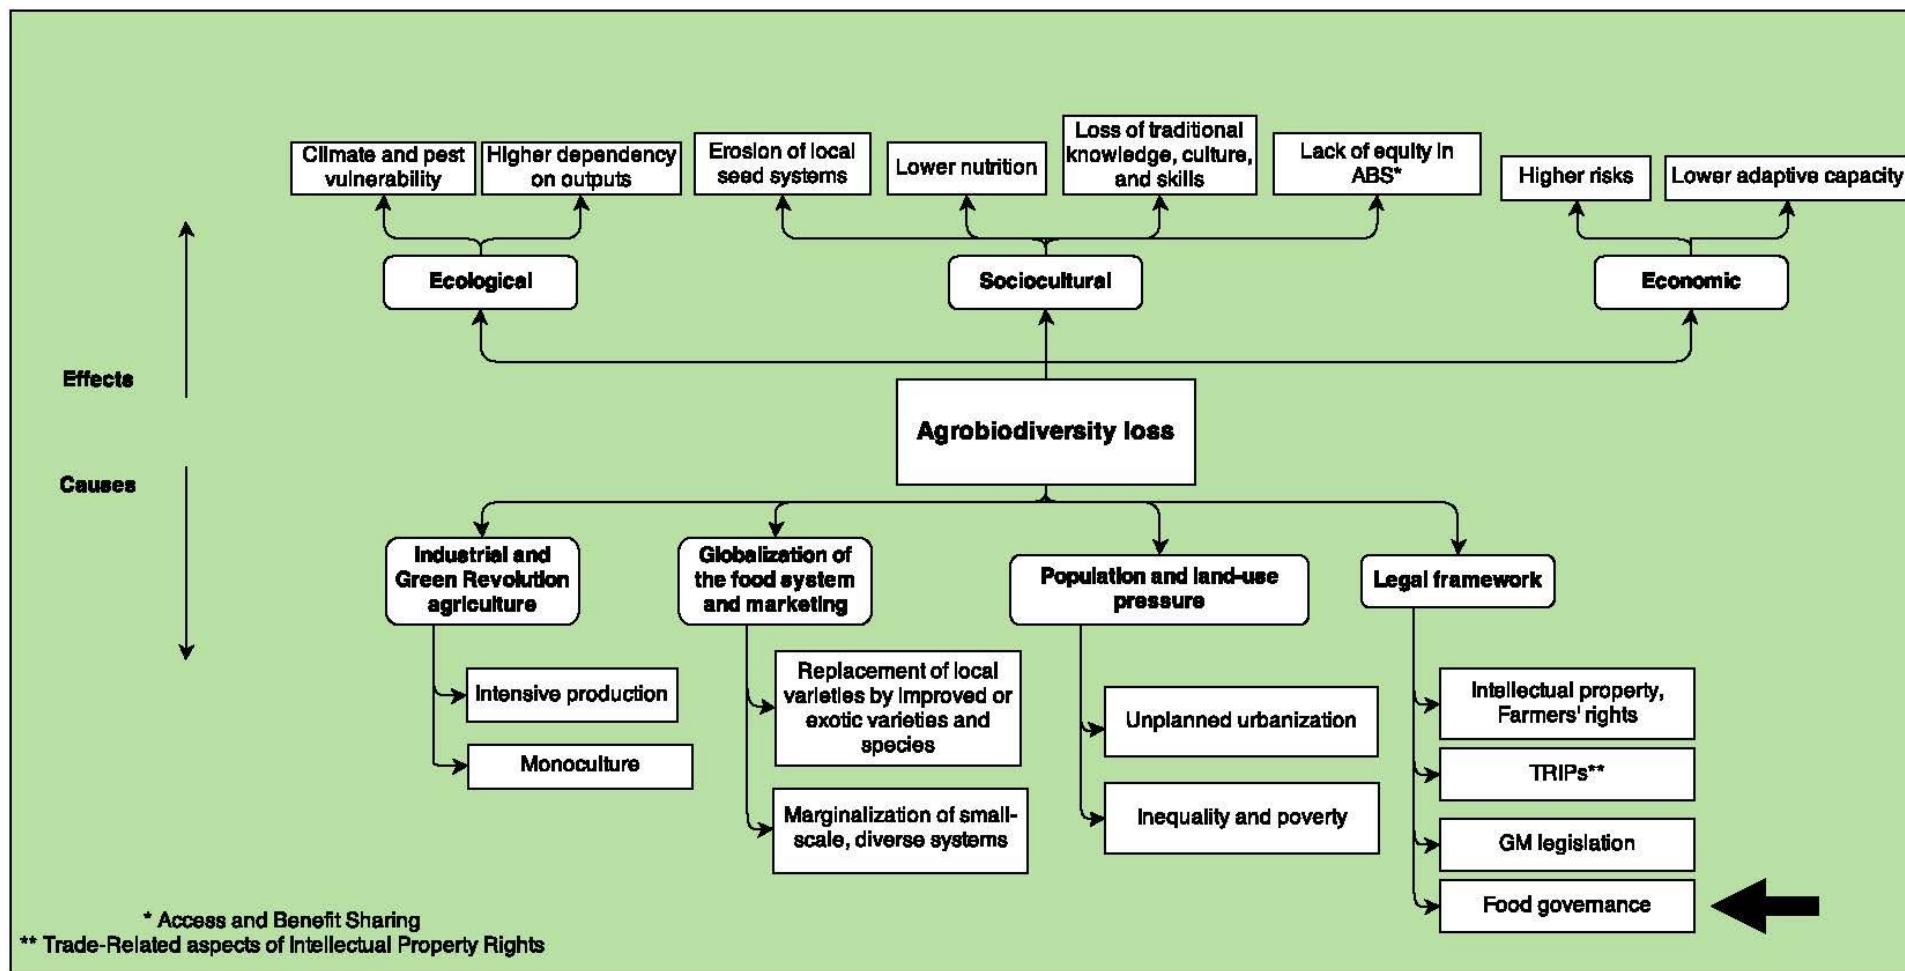 Climate and pest
vulnerability
Higher dependency
on outputs
Erosion of local
seed systems
Lower nutrition
Loss of traditional
knowledge, culture,
and skills
Lack of equity in
ABS*
Higher risks
Lower adaptive capacity
Ecological
Sociocultural
Economic
Effects
Agrobiodiversity loss
Causes
Industrial and
Green Revolution
agriculture
Globalization of
the food system
and marketing
Population and land-use
pressure
Legal framework
Intensive production
Monoculture
Replacement of local
varieties by improved or
exotic varieties and
species
Marginalization of small-
scale, diverse systems
Unplanned urbanization
Inequality and poverty
Intellectual property,
Farmers' rights
TRIPs**
GM legislation
Food governance
* Access and Benefit Sharing
** Trade-Related aspects of Intellectual Property Rights